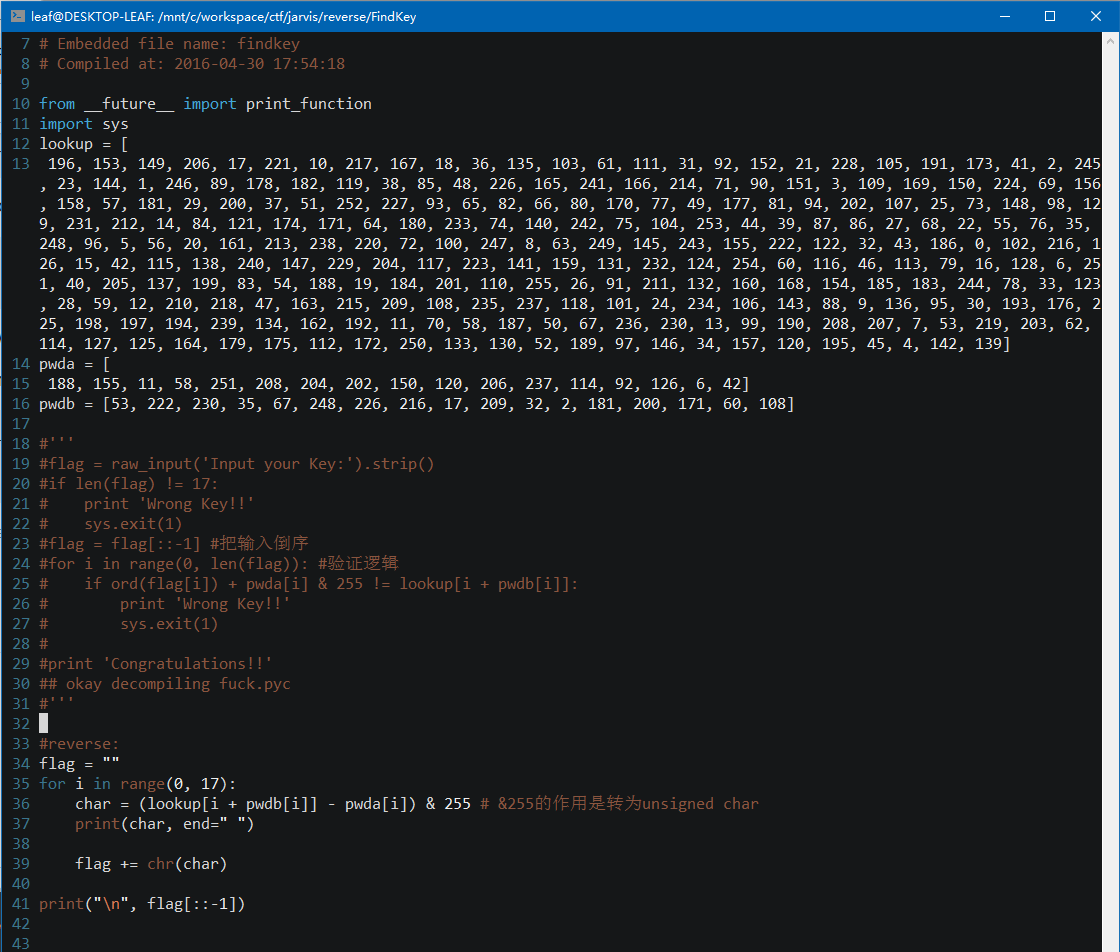 leaf@DESKTOP-LEAF: /mnt/c/workspace/ctf/jarvis/reverse/FindKey
7 # Embedded file name: findkey
8 # Compiled at: 2016-04-30 17:54:18
9
10 from __future__ import print_function
11 import sys
12 lookup = [
13  196, 153, 149, 206, 17, 221, 10, 217, 167, 18, 36, 135, 103, 61, 111, 31, 92, 152, 21, 228, 105, 191, 173, 41, 2, 245
, 23, 144, 1, 246, 89, 178, 182, 119, 38, 85, 48, 226, 165, 241, 166, 214, 71, 90, 151, 3, 109, 169, 150, 224, 69, 156
, 158, 57, 181, 29, 200, 37, 51, 252, 227, 93, 65, 82, 66, 80, 170, 77, 49, 177, 81, 94, 202, 107, 25, 73, 148, 98, 12
9, 231, 212, 14, 84, 121, 174, 171, 64, 180, 233, 74, 140, 242, 75, 104, 253, 44, 39, 87, 86, 27, 68, 22, 55, 76, 35,
248, 96, 5, 56, 20, 161, 213, 238, 220, 72, 100, 247, 8, 63, 249, 145, 243, 155, 222, 122, 32, 43, 186, 0, 102, 216, 1
26, 15, 42, 115, 138, 240, 147, 229, 204, 117, 223, 141, 159, 131, 232, 124, 254, 60, 116, 46, 113, 79, 16, 128, 6, 25
1, 40, 205, 137, 199, 83, 54, 188, 19, 184, 201, 110, 255, 26, 91, 211, 132, 160, 168, 154, 185, 183, 244, 78, 33, 123
, 28, 59, 12, 210, 218, 47, 163, 215, 209, 108, 235, 237, 118, 101, 24, 234, 106, 143, 88, 9, 136, 95, 30, 193, 176, 2
25, 198, 197, 194, 239, 134, 162, 192, 11, 70, 58, 187, 50, 67, 236, 230, 13, 99, 190, 208, 207, 7, 53, 219, 203, 62,
114, 127, 125, 164, 179, 175, 112, 172, 250, 133, 130, 52, 189, 97, 146, 34, 157, 120, 195, 45, 4, 142, 139]
14 pwda = [
15  188, 155, 11, 58, 251, 208, 204, 202, 150, 120, 206, 237, 114, 92, 126, 6, 42]
16 pwdb = [53, 222, 230, 35, 67, 248, 226, 216, 17, 209, 32, 2, 181, 200, 171, 60, 108]
17
18 #'''
19 #flag = raw_input('Input your Key:').strip()
20 #if len(flag) != 17:
21 #    print 'Wrong Key!!'
22 #    sys.exit(1)
23 #flag = flag[::-1] #把输入倒序
24 #for i in range(0, len(flag)): #验证逻辑
25 #    if ord(flag[i]) + pwda[i] & 255 != lookup[i + pwdb[i]]:
26 #        print 'Wrong Key!!'
27 #        sys.exit(1)
28 #
29 #print 'Congratulations!!'
30 ## okay decompiling fuck.pyc
31 #'''
32
33 #reverse:
34 flag = ""
35 for i in range(0, 17):
36     char = (lookup[i + pwdb[i]] - pwda[i]) & 255 # &255的作用是转为unsigned char
37     print(char, end=" ")
38
39     flag += chr(char)
40
41 print("\n", flag[::-1])
42
43